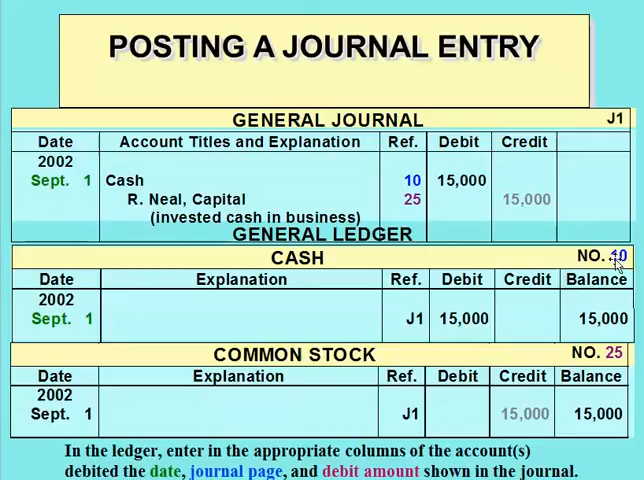 POSTING A JOURNAL ENTRY
GENERAL JOURNAL J1
Date Account Titles and Explanation Ref. Debit Credit
2002
Sept. 1 Cash 10 15,000
R. Neal, Capital 25 15,000
(invested cash in business)
GENERAL LEDGER
CASH NO. 10
Date Explanation Ref. Debit Credit Balance
2002
Sept. 1 J1 15,000 15,000
COMMON STOCK NO. 25
Date Explanation Ref. Debit Credit Balance
2002
Sept. 1 J1 15,000 15,000
In the ledger, enter in the appropriate columns of the account(s)
debited the date, journal page, and debit amount shown in the journal.